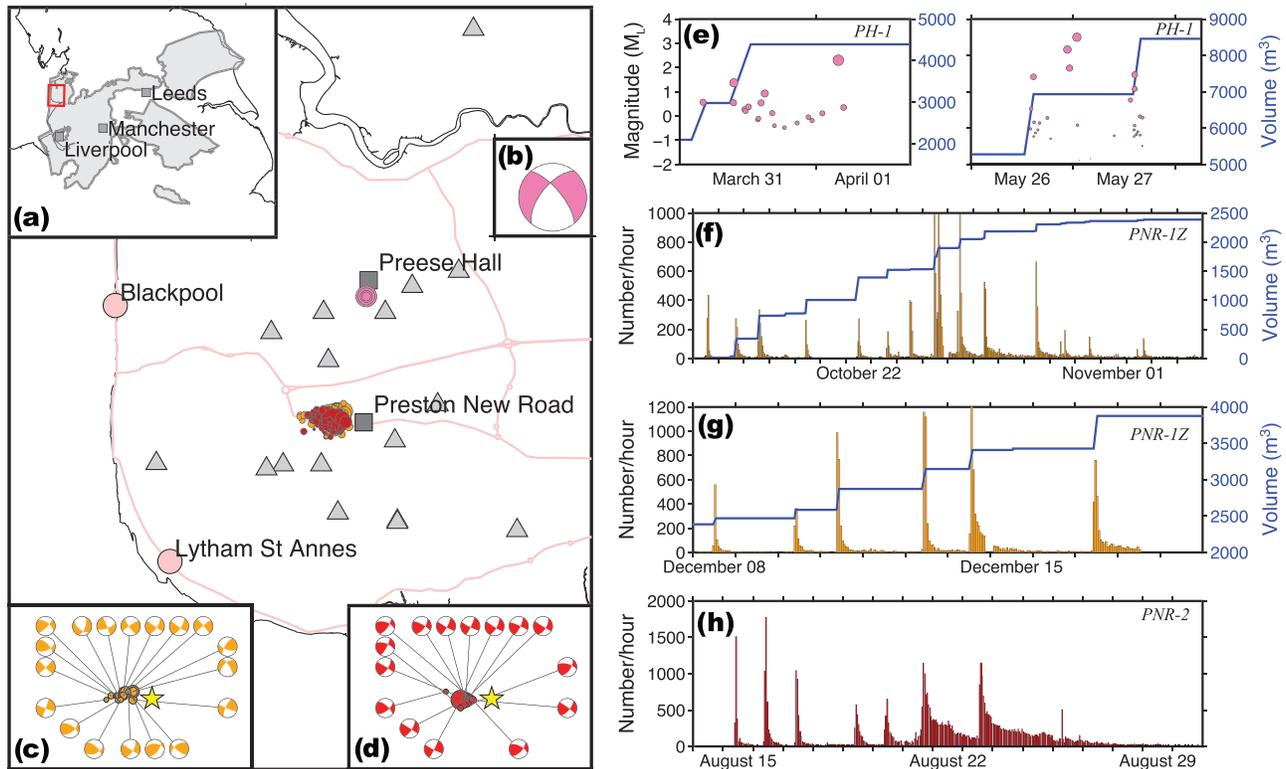 Leeds
Manchester
Liverpool
(a)
(b)
Preese Hall
Blackpool
Preston New Road
Lytham St Annes
(c)
(d)
(e)
PH-1
PH-1
Magnitude (M_L)
4
3
2
1
0
−1
−2
5000
4000
3000
2000
9000
8000
7000
6000
5000
Volume (m³)
March 31
April 01
May 26
May 27
(f)
PNR-1Z
Number/hour
1000
800
600
400
200
0
2500
2000
1500
1000
500
0
Volume (m³)
October 22
November 01
(g)
PNR-1Z
Number/hour
1200
1000
800
600
400
200
0
4000
3500
3000
2500
2000
Volume (m³)
December 08
December 15
(h)
PNR-2
Number/hour
2000
1500
1000
500
0
August 15
August 22
August 29